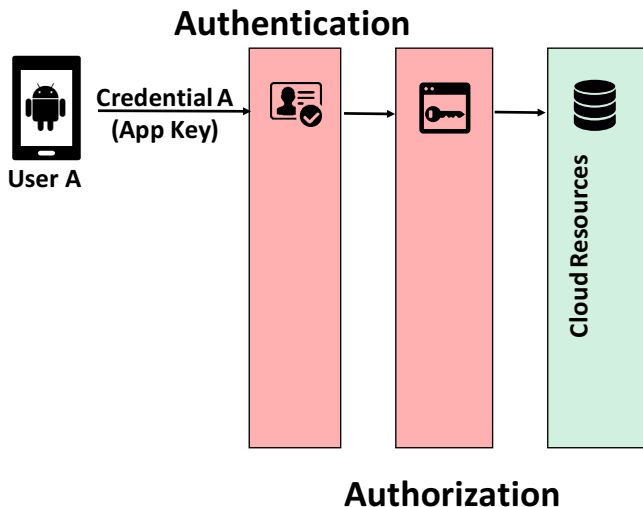 Authentication
Credential A
(App Key)
User A
Cloud Resources
Authorization